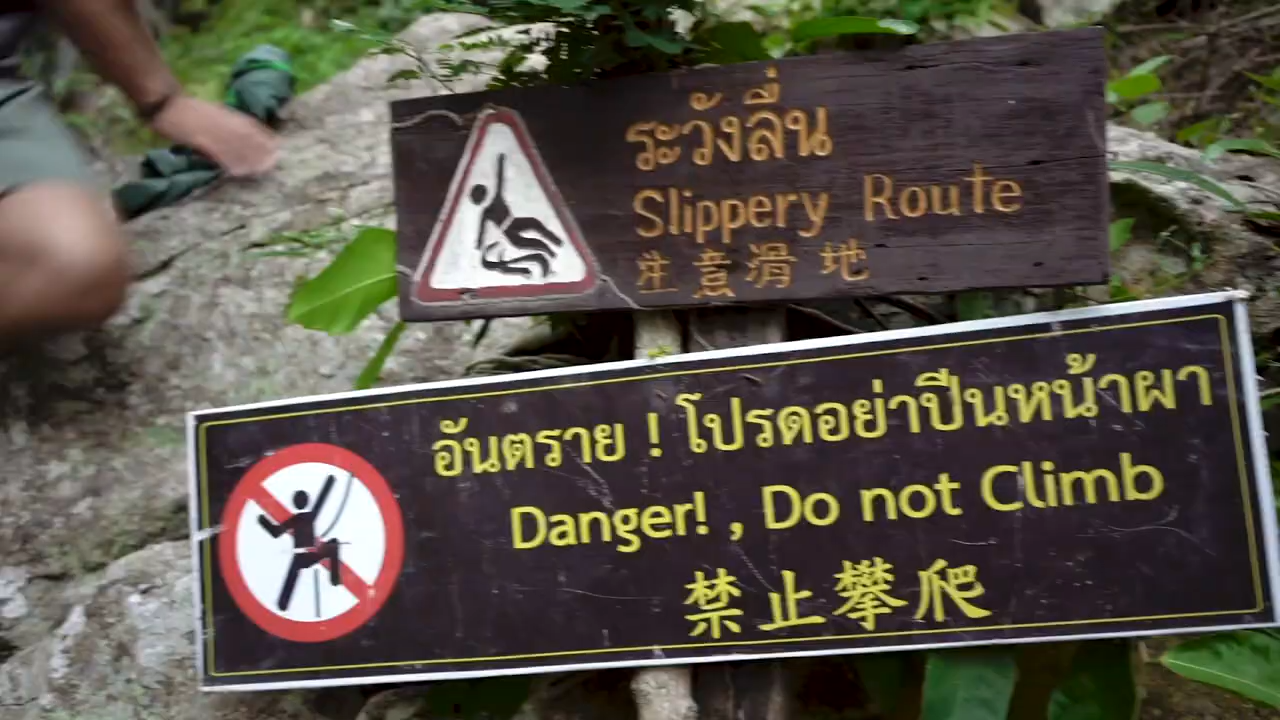 ระวังลื่น
Slippery Route
注意滑地
อันตราย ! โปรดอย่าปีนหน้าผา
Danger! , Do not Climb
禁止攀爬